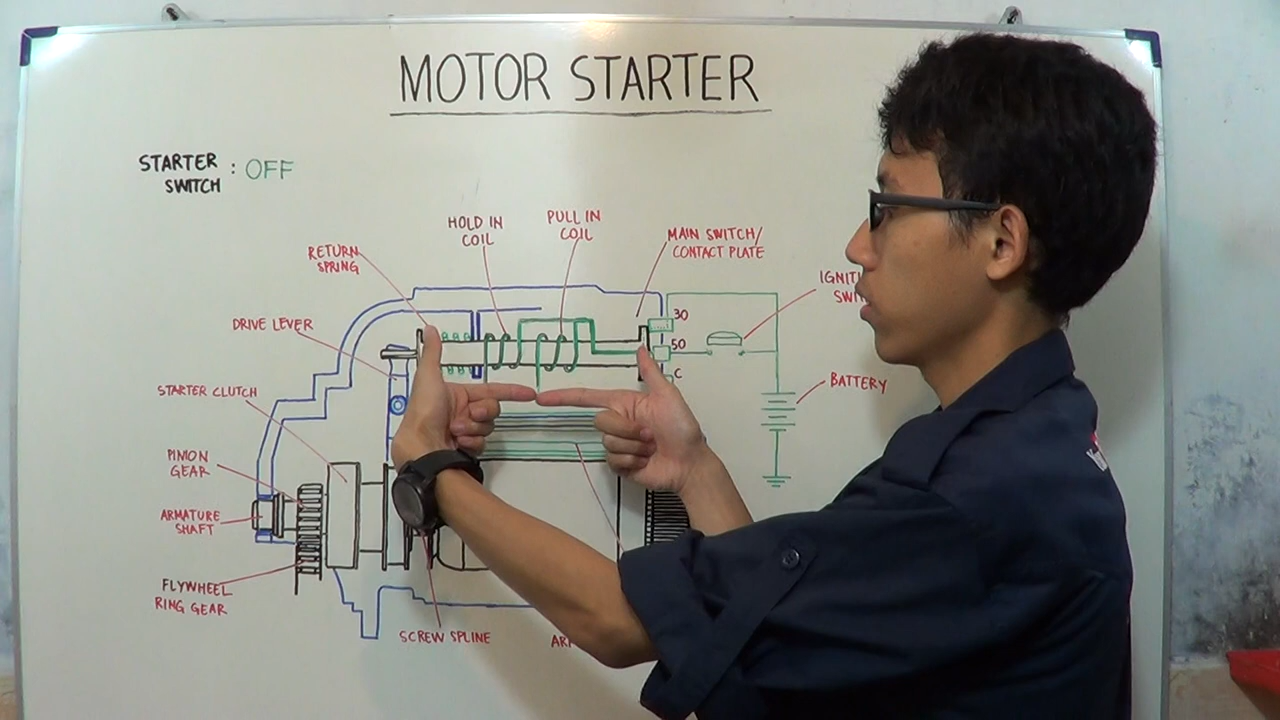 MOTOR STARTER
STARTER
SWITCH : OFF
HOLD IN
COIL
PULL IN
COIL
MAIN SWITCH/
CONTACT PLATE
RETURN
SPRING
DRIVE LEVER
30
50
C
BATTERY
STARTER CLUTCH
PINION
GEAR
ARMATURE
SHAFT
FLYWHEEL
RING GEAR
SCREW SPLINE